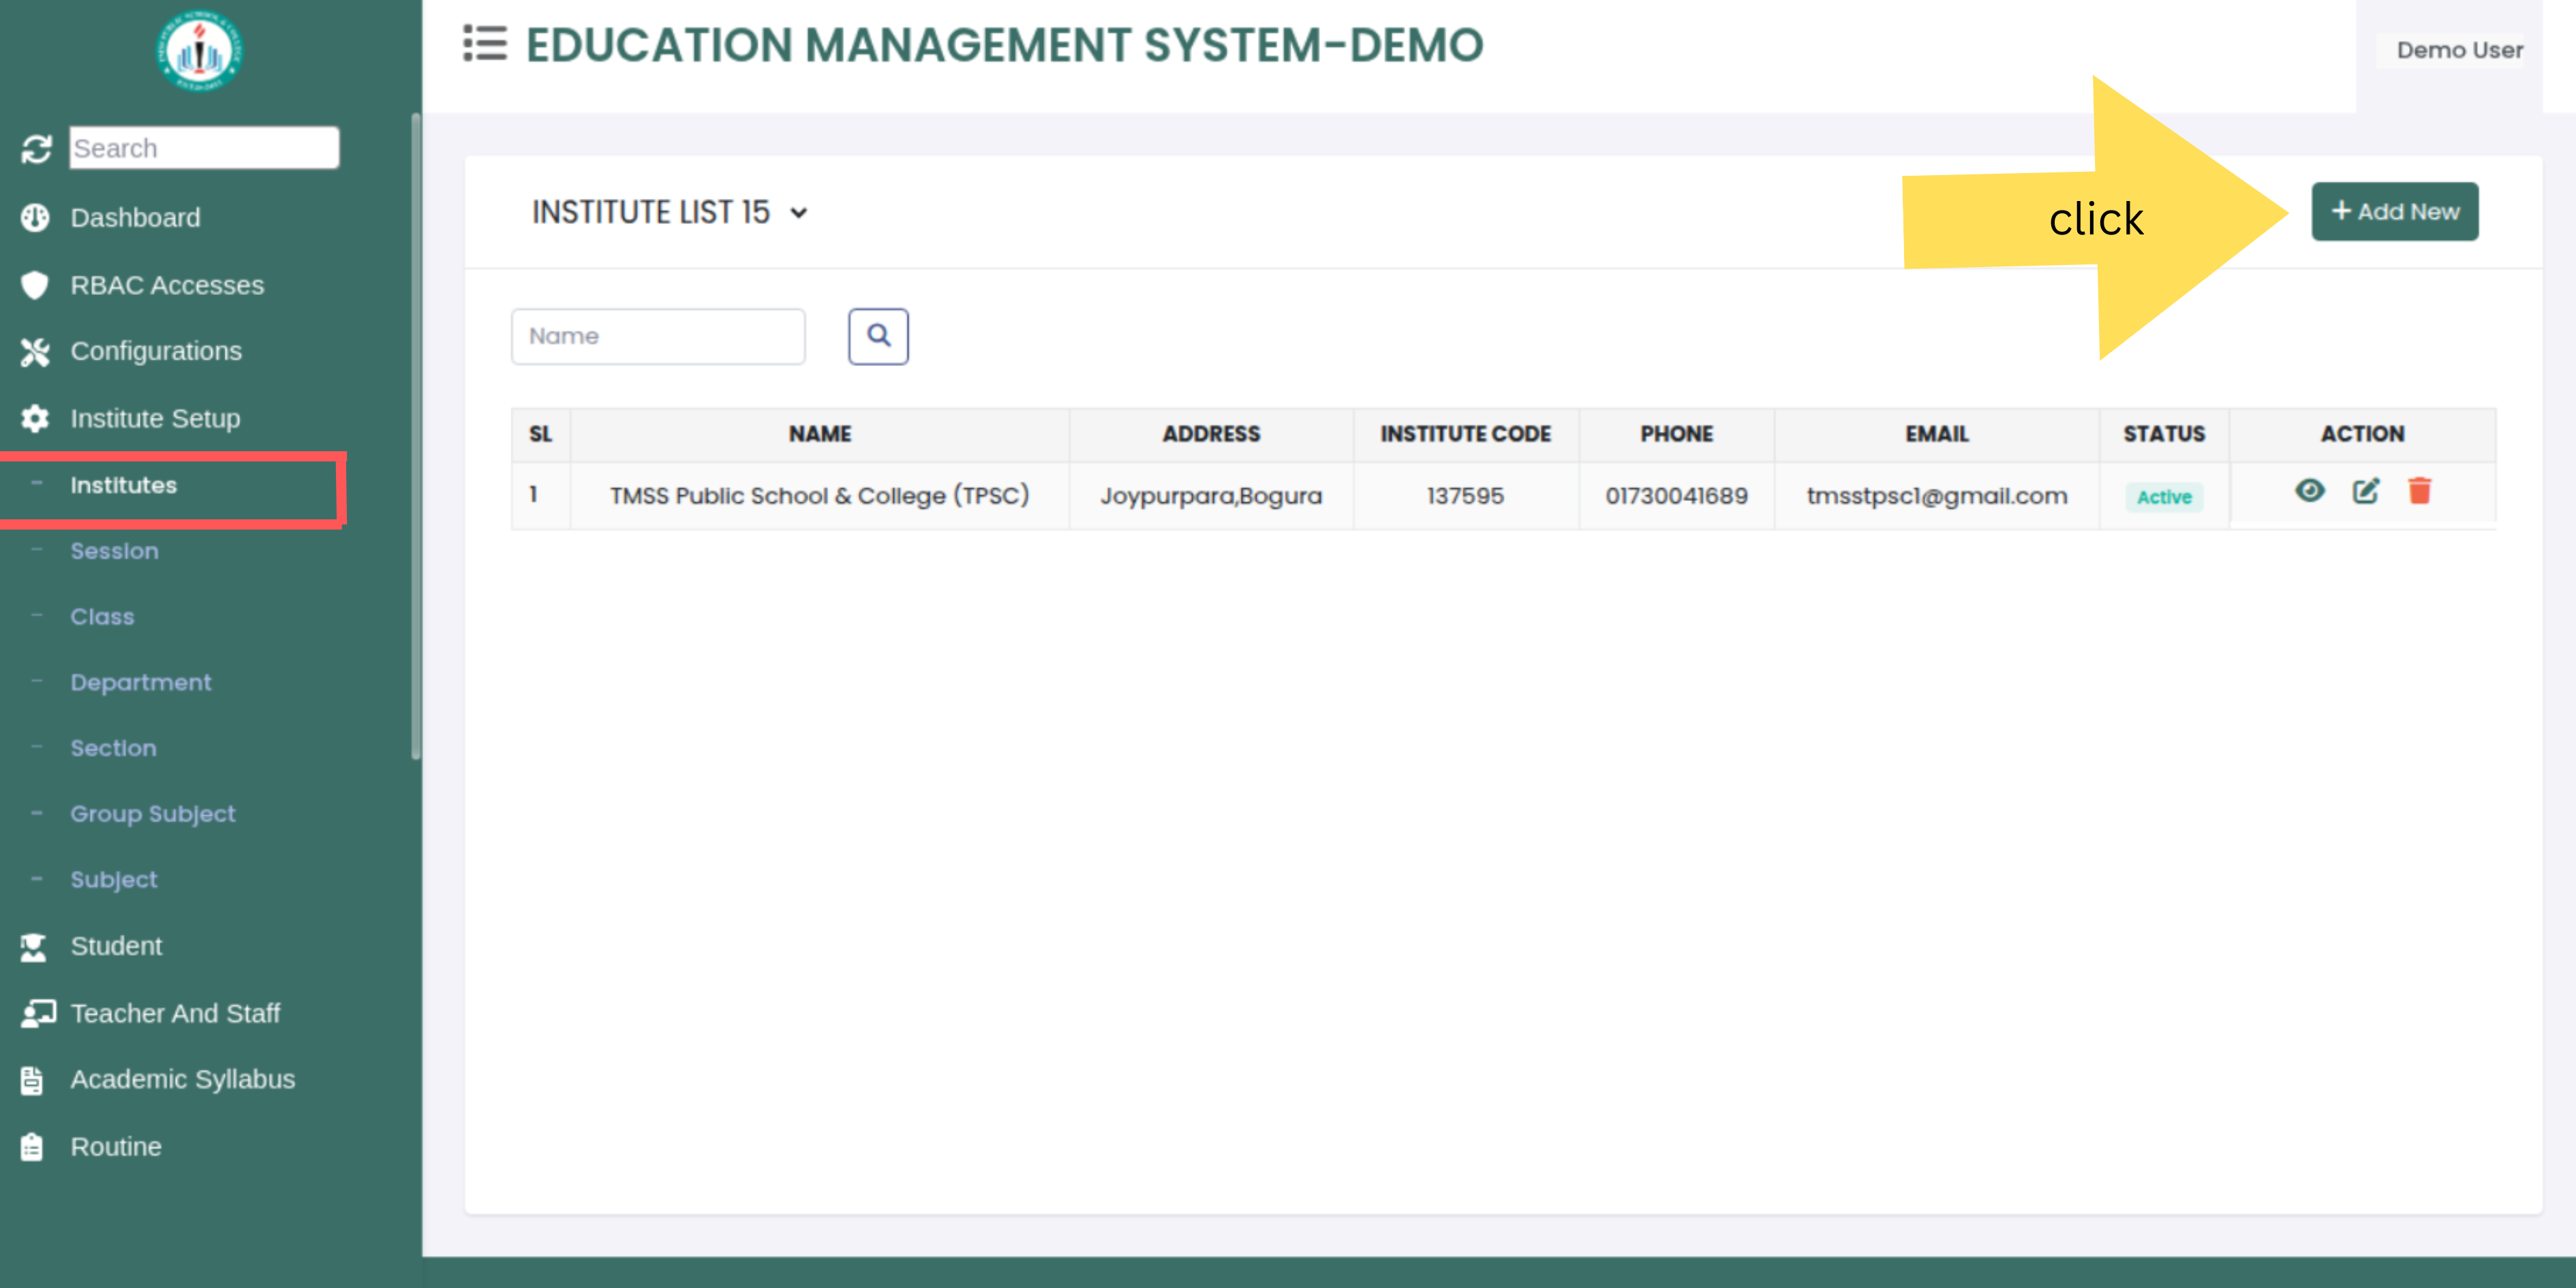 EDUCATION MANAGEMENT SYSTEM-DEMO
Demo User
Search
Dashboard
RBAC Accesses
Configurations
Institute Setup
Institutes
Session
Class
Department
Section
Group Subject
Subject
Student
Teacher And Staff
Academic Syllabus
Routine
INSTITUTE LIST 15
click
+ Add New
Name
SL NAME ADDRESS INSTITUTE CODE PHONE EMAIL STATUS ACTION
1 TMSS Public School & College (TPSC) Joypurpara,Bogura 137595 01730041689 tmsstpsc1@gmail.com Active